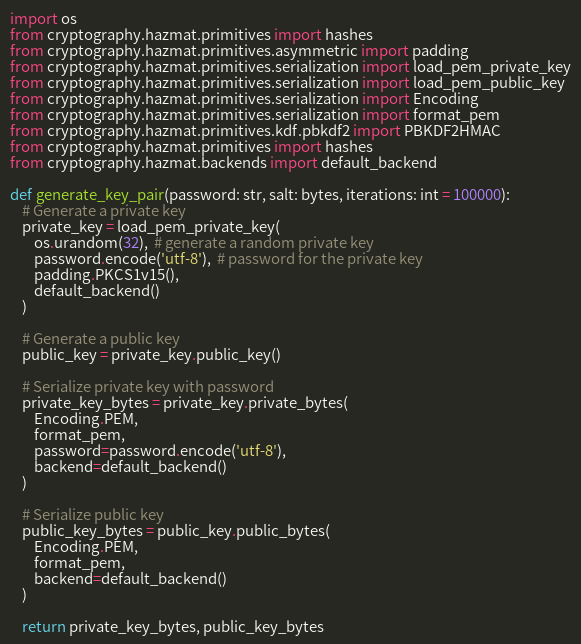 import os
from cryptography.hazmat.primitives import hashes
from cryptography.hazmat.primitives.asymmetric import padding
from cryptography.hazmat.primitives.serialization import load_pem_private_key
from cryptography.hazmat.primitives.serialization import load_pem_public_key
from cryptography.hazmat.primitives.serialization import Encoding
from cryptography.hazmat.primitives.serialization import format_pem
from cryptography.hazmat.primitives.kdf.pbkdf2 import PBKDF2HMAC
from cryptography.hazmat.primitives import hashes
from cryptography.hazmat.backends import default_backend

def generate_key_pair(password: str, salt: bytes, iterations: int = 100000):
    # Generate a private key
    private_key = load_pem_private_key(
        os.urandom(32),  # generate a random private key
        password.encode('utf-8'),  # password for the private key
        padding.PKCS1v15(),
        default_backend()
    )

    # Generate a public key
    public_key = private_key.public_key()

    # Serialize private key with password
    private_key_bytes = private_key.private_bytes(
        Encoding.PEM,
        format_pem,
        password=password.encode('utf-8'),
        backend=default_backend()
    )

    # Serialize public key
    public_key_bytes = public_key.public_bytes(
        Encoding.PEM,
        format_pem,
        backend=default_backend()
    )

    return private_key_bytes, public_key_bytes